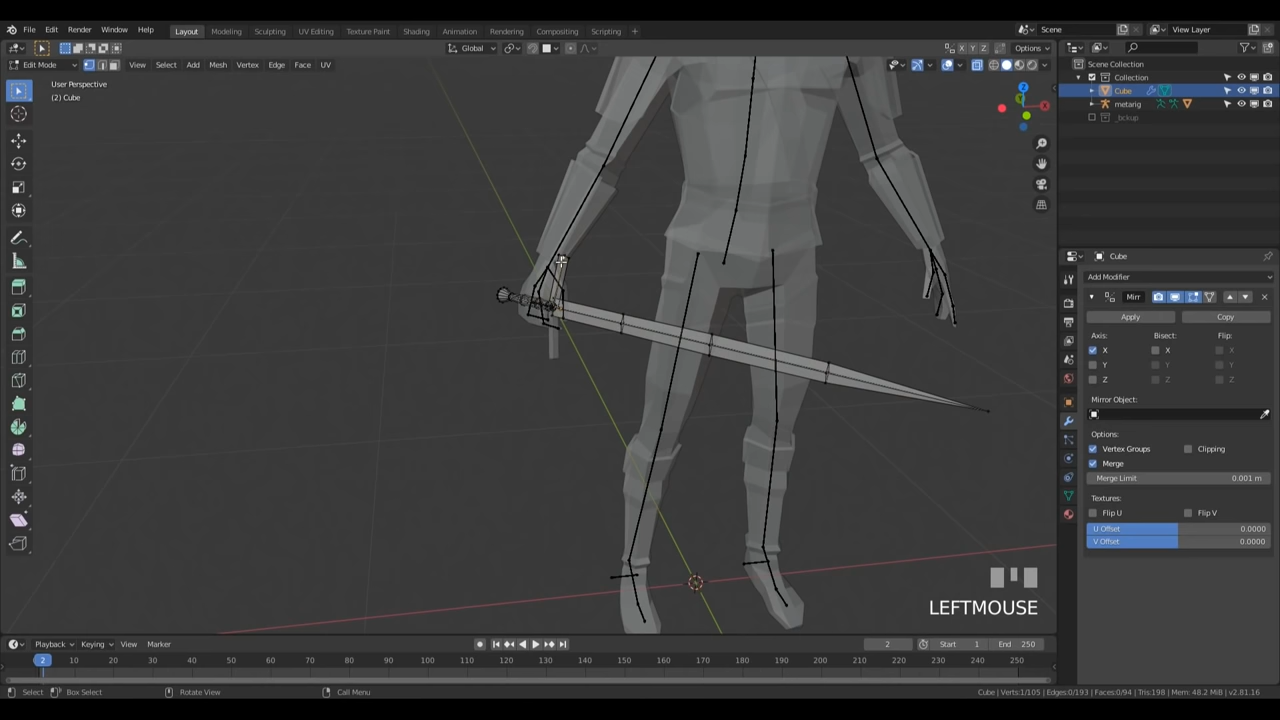 File Edit Render Window Help Layout Modeling Sculpting UV Editing Texture Paint Shading Animation Rendering Compositing Scripting Scene View Layer
Global X Y Z Options
Edit Mode View Select Add Mesh Vertex Edge Face UV
Scene Collection
Collection
Cube
metarig
_bckup
User Perspective
(2) Cube
Z
X
Cube
Add Modifier
Mirr
Apply Copy
Axis: Bisect: Flip:
X X X
Y Y Y
Z Z Z
Mirror Object:
Options:
Vertex Groups Clipping
Merge
Merge Limit 0.001 m
Textures:
Flip U Flip V
U Offset 0.0000
V Offset 0.0000
LEFTMOUSE
Playback Keying View Marker 2 Start 1 End 250
2 10 20 30 40 50 60 70 80 90 100 110 120 130 140 150 160 170 180 190 200 210 220 230 240 250
Select Box Select Rotate View Call Menu Cube | Verts:1/105 | Edges:0/193 | Faces:0/94 | Tris:198 | Mem: 48.2 MiB | v2.81.16